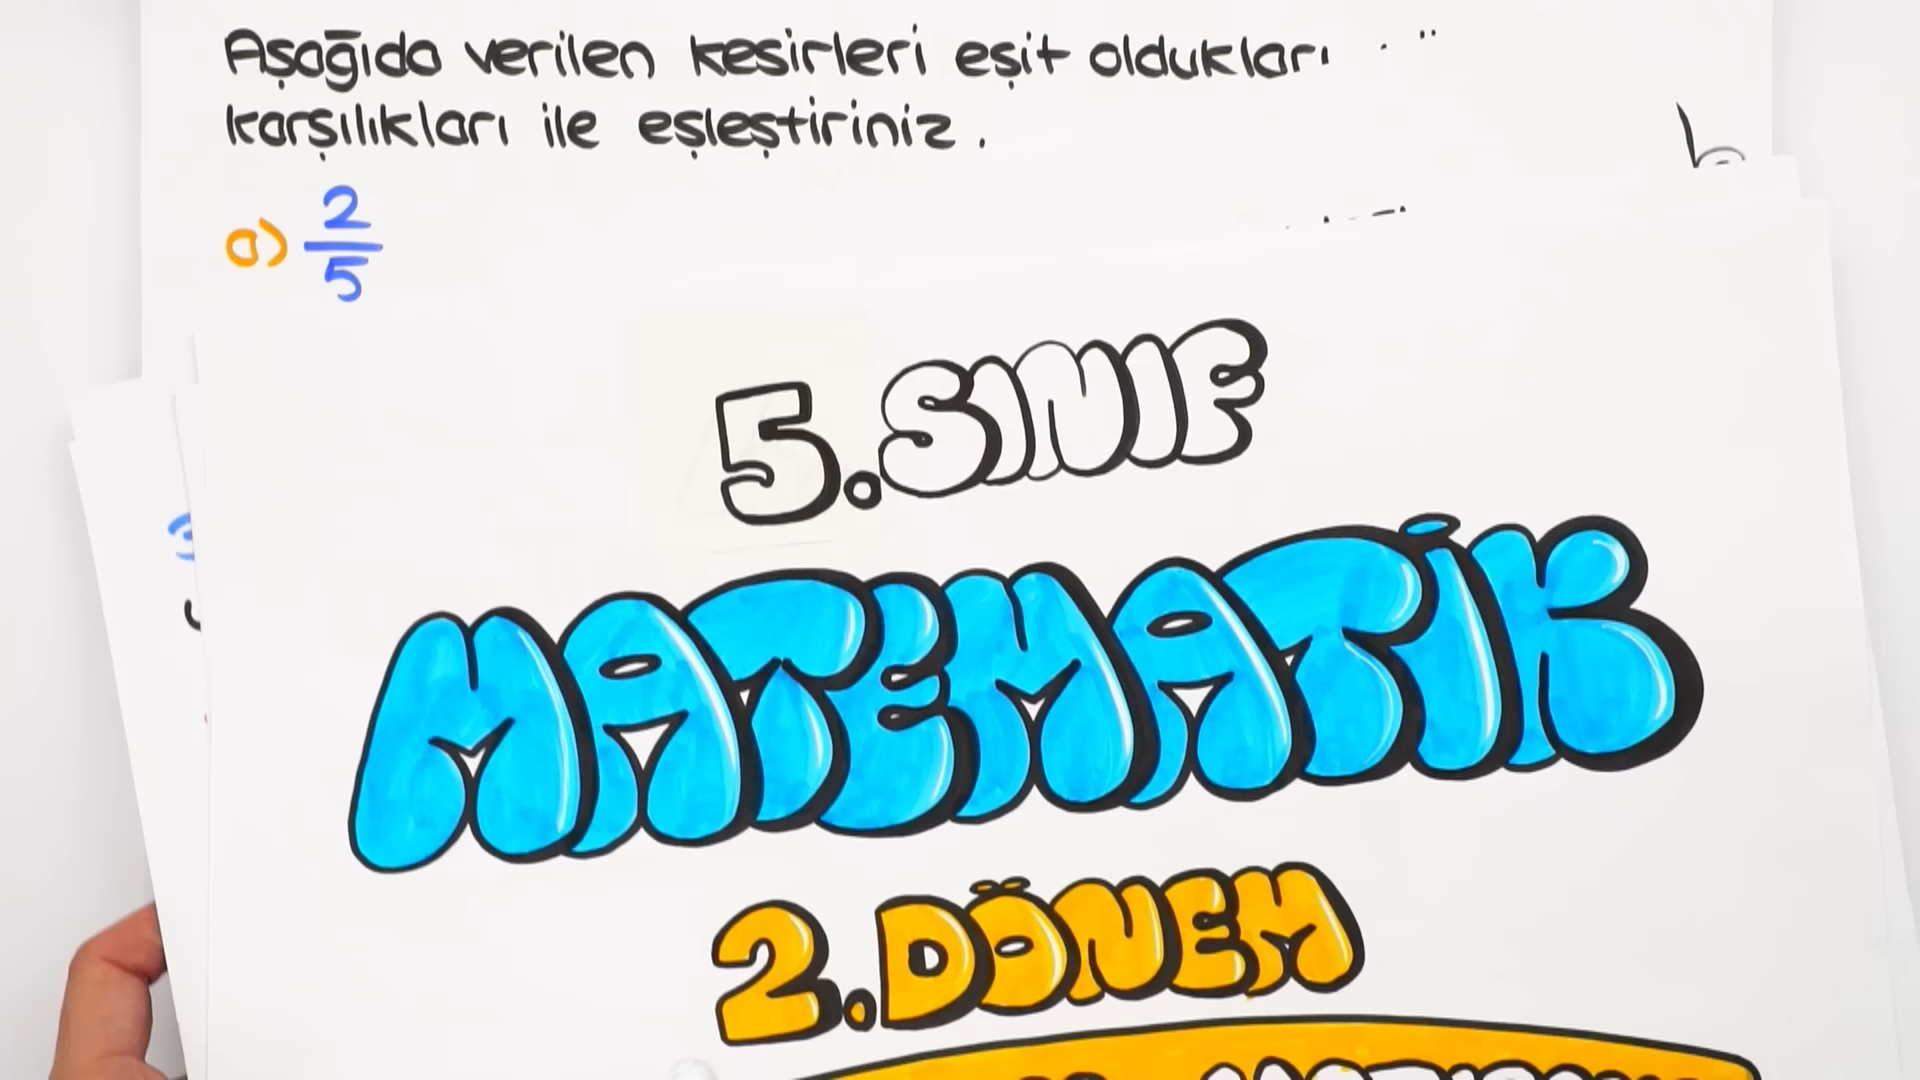 Aşağıda verilen kesirleri eşit oldukları
karşılıkları ile eşleştiriniz.
a) 2/5
5.SINIF
MATEMATİK
2.DÖNEM